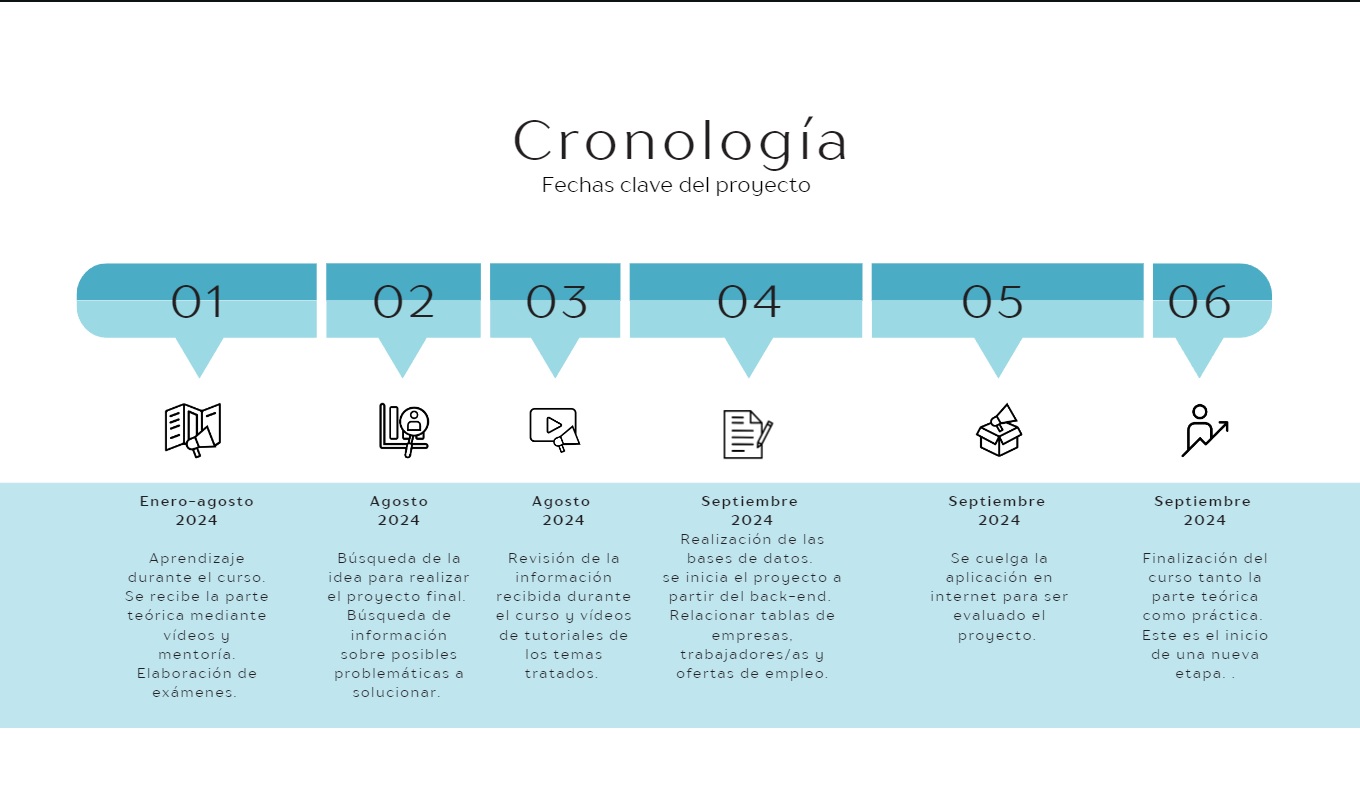 Cronología
Fechas clave del proyecto
01
02
03
04
05
06
Enero-agosto
2024
Aprendizaje
durante el curso.
Se recibe la parte
teórica mediante
vídeos y
mentoría.
Elaboración de
exámenes.
Agosto
2024
Búsqueda de la
idea para realizar
el proyecto final.
Búsqueda de
información
sobre posibles
problemáticas a
solucionar.
Agosto
2024
Revisión de la
información
recibida durante
el curso y vídeos
de tutoriales de
los temas
tratados.
Septiembre
2024
Realización de las
bases de datos.
se inicia el proyecto a
partir del back-end.
Relacionar tablas de
empresas,
trabajadores/as y
ofertas de empleo.
Septiembre
2024
Se cuelga la
aplicación en
internet para ser
evaluado el
proyecto.
Septiembre
2024
Finalización del
curso tanto la
parte teórica
como práctica.
Este es el inicio
de una nueva
etapa. .